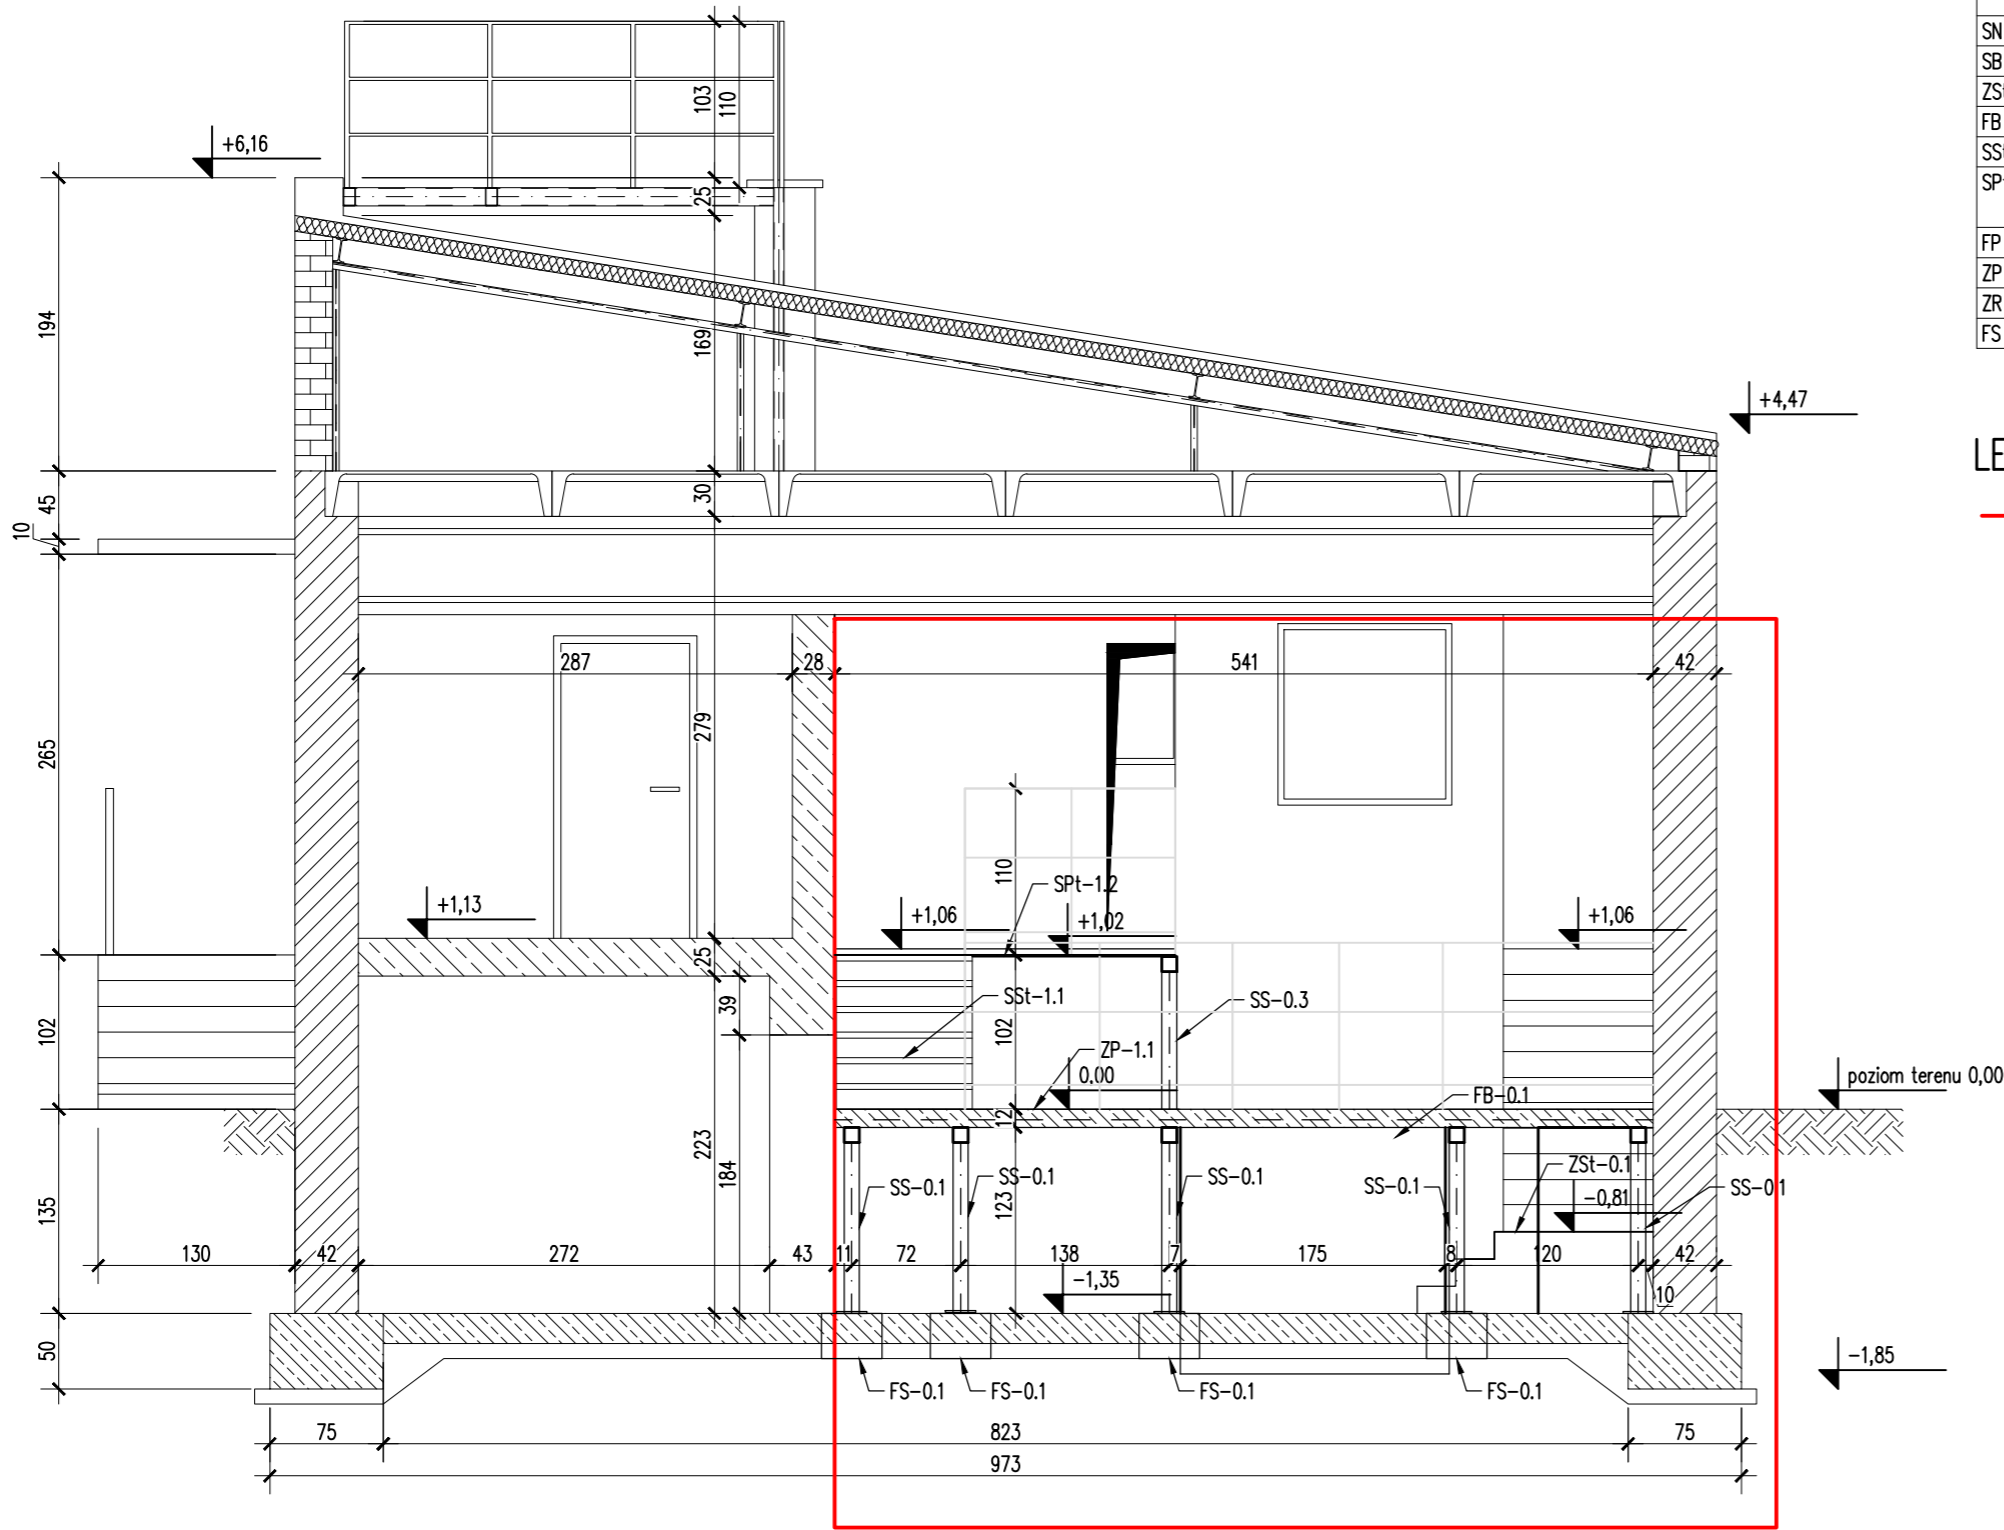 SN
SB
ZSt
FB
SSt
SPt
FP
ZP
ZR
FS
103
110
+6,16
25
194
169
+4,47
LE
45
30
10
287
28
541
42
279
265
110
SPt-1.2
+1,13
+1,06
+1,02
+1,06
25
39
SSt-1.1
102
SS-0.3
102
ZP-1.1
0,00
poziom terenu 0,00
12
FB-0.1
223
184
135
SS-0.1
SS-0.1
123
SS-0.1
SS-0.1
ZSt-0.1
SS-0.1
-0,81
130
42
272
43
11
72
138
7
175
8
120
42
-1,35
10
50
-1,85
FS-0.1
FS-0.1
FS-0.1
FS-0.1
75
823
75
973